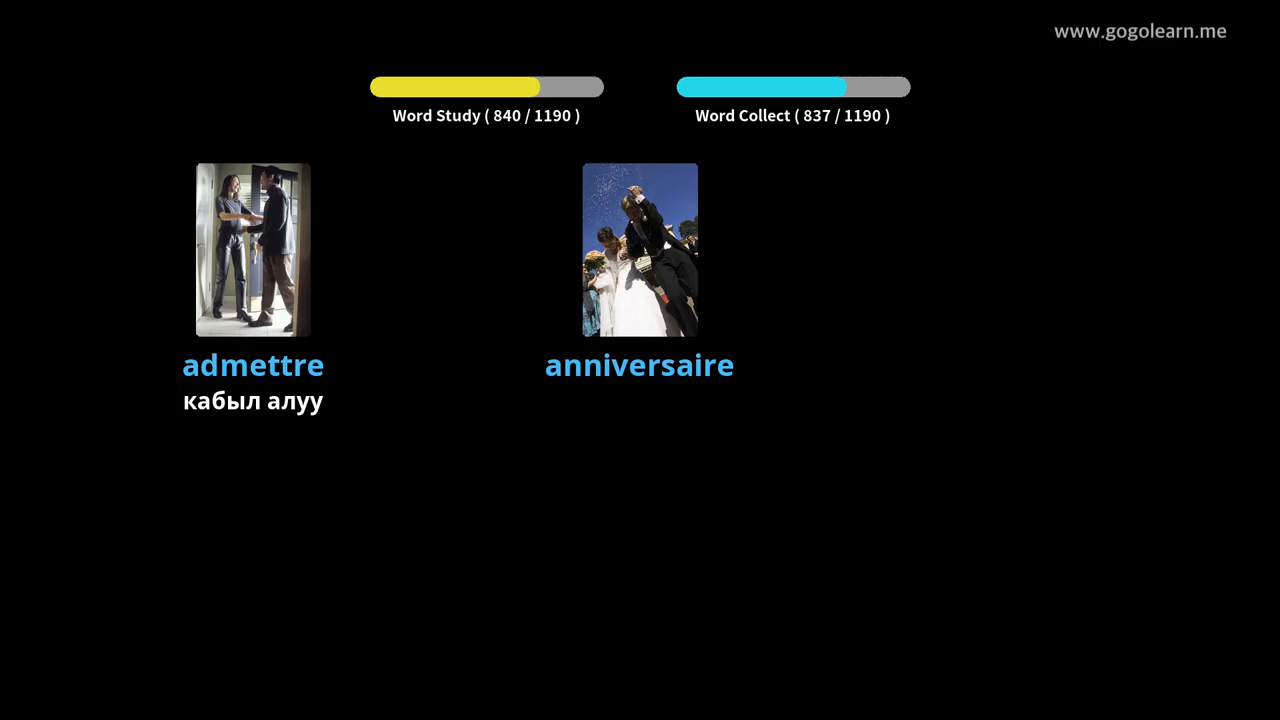 www.gogolearn.me
Word Study ( 840 / 1190 )
Word Collect ( 837 / 1190 )
admettre
anniversaire
кабыл алуу